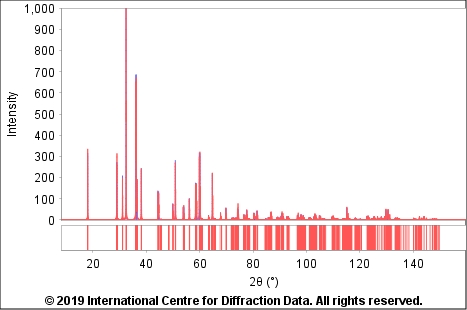 1,000
900
800
700
600
500
400
300
200
100
0
Intensity
20 40 60 80 100 120 140
2θ (°)
© 2019 International Centre for Diffraction Data. All rights reserved.